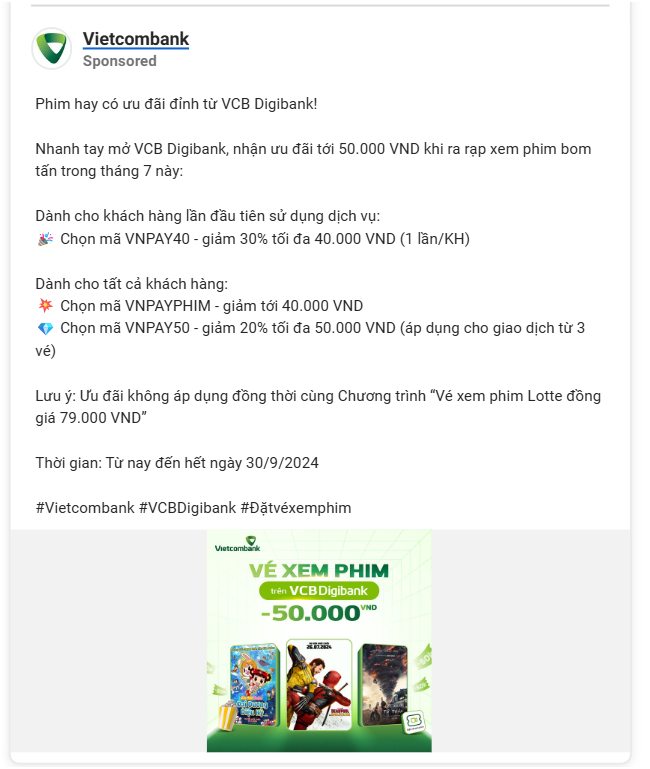 Vietcombank
Sponsored
Phim hay có ưu đãi đỉnh từ VCB Digibank!
Nhanh tay mở VCB Digibank, nhận ưu đãi tới 50.000 VND khi ra rạp xem phim bom
tấn trong tháng 7 này:
Dành cho khách hàng lần đầu tiên sử dụng dịch vụ:
🎉 Chọn mã VNPAY40 - giảm 30% tối đa 40.000 VND (1 lần/KH)
Dành cho tất cả khách hàng:
💥 Chọn mã VNPAYPHIM - giảm tới 40.000 VND
💎 Chọn mã VNPAY50 - giảm 20% tối đa 50.000 VND (áp dụng cho giao dịch từ 3
vé)
Lưu ý: Ưu đãi không áp dụng đồng thời cùng Chương trình “Vé xem phim Lotte đồng
giá 79.000 VND”
Thời gian: Từ nay đến hết ngày 30/9/2024
#Vietcombank #VCBDigibank #Đặtvéxemphim
Vietcombank
VÉ XEM PHIM
trên VCBDigibank
-50.000 VND
26.07.2024